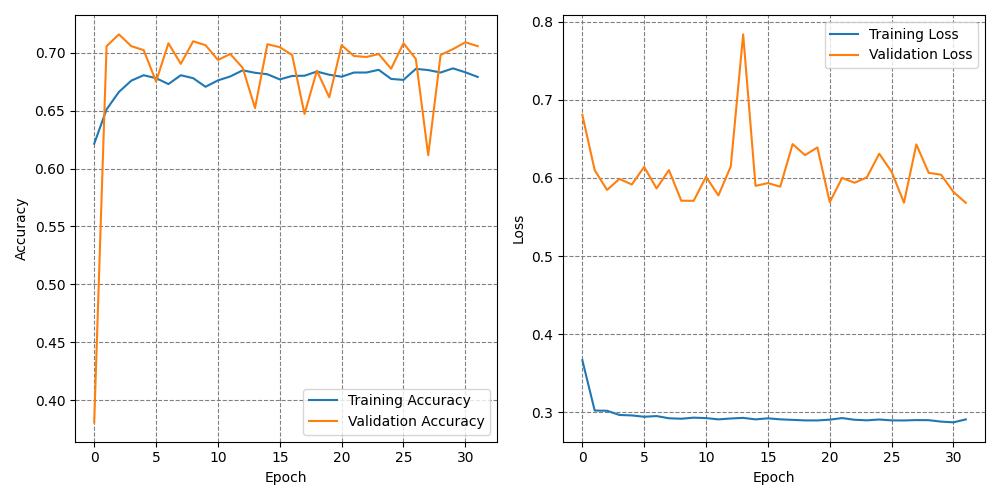 0.70
0.65
0.60
0.55
0.50
0.45
0.40
Accuracy
0 5 10 15 20 25 30
Epoch
Training Accuracy
Validation Accuracy
0.8
0.7
0.6
0.5
0.4
0.3
Loss
0 5 10 15 20 25 30
Epoch
Training Loss
Validation Loss